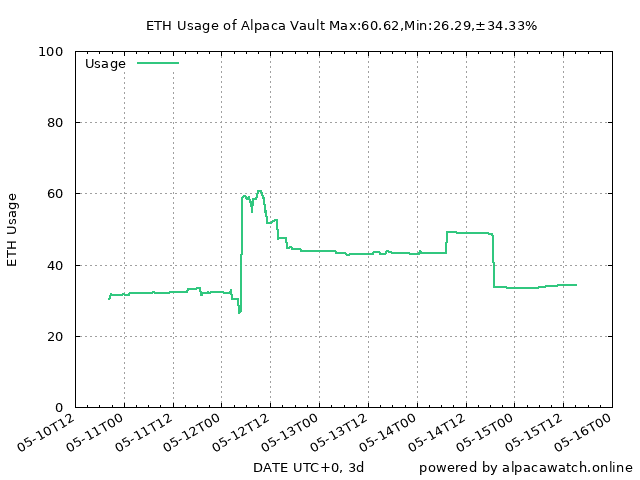 ETH Usage of Alpaca Vault Max:60.62,Min:26.29,±34.33%
Usage
100
80
60
40
20
0
ETH Usage
05-10T12
05-11T00
05-11T12
05-12T00
05-12T12
05-13T00
05-13T12
05-14T00
05-14T12
05-15T00
05-15T12
05-16T00
DATE UTC+0, 3d
powered by alpacawatch.online